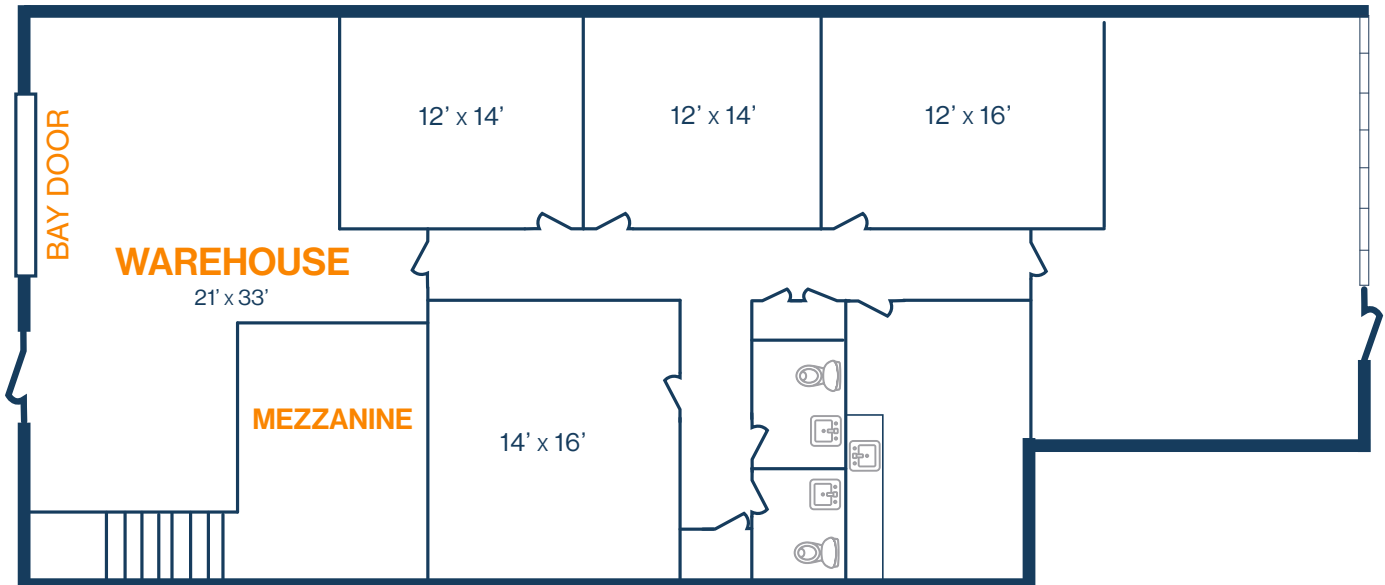 12’ x 14’
12’ x 14’
12’ x 16’
BAY DOOR
WAREHOUSE
21’ x 33’
MEZZANINE
14’ x 16’